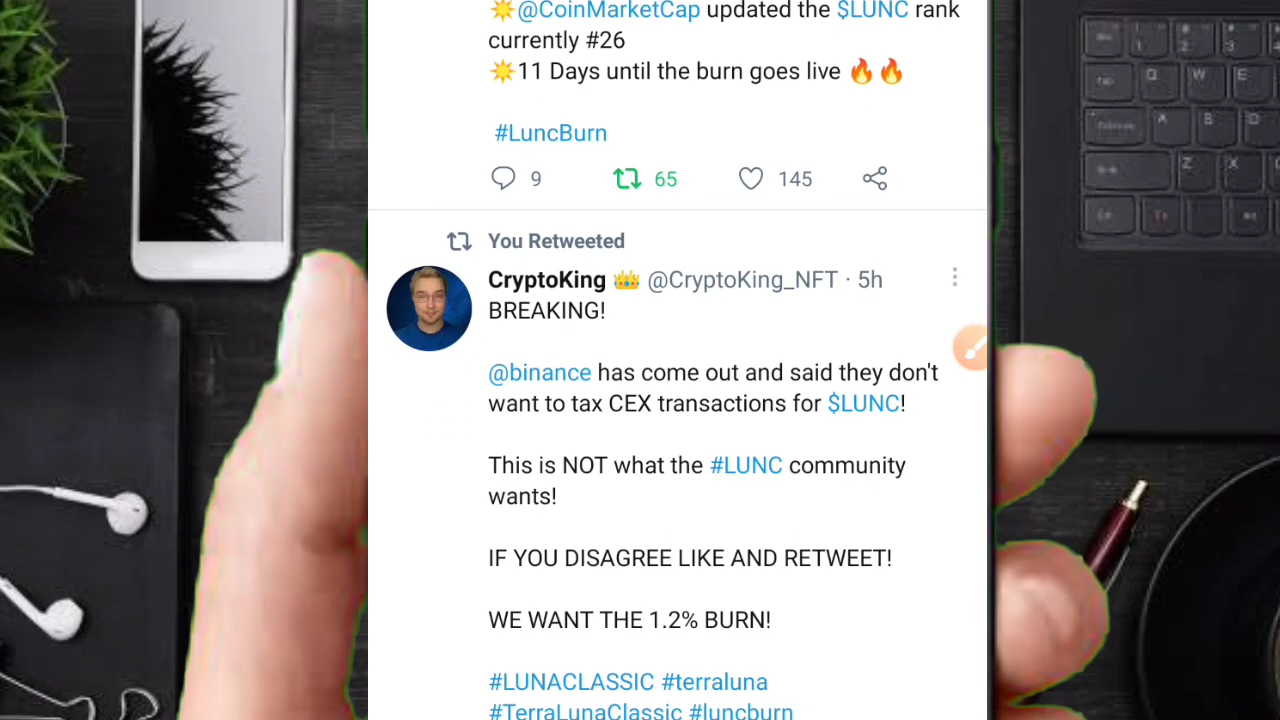 ☀️@CoinMarketCap updated the $LUNC rank
currently #26
☀️11 Days until the burn goes live 🔥🔥
#LuncBurn
9 65 145
You Retweeted
CryptoKing 👑 @CryptoKing_NFT · 5h
BREAKING!
@binance has come out and said they don't
want to tax CEX transactions for $LUNC!
This is NOT what the #LUNC community
wants!
IF YOU DISAGREE LIKE AND RETWEET!
WE WANT THE 1.2% BURN!
#LUNACLASSIC #terraluna
#TerraLunaClassic #luncburn